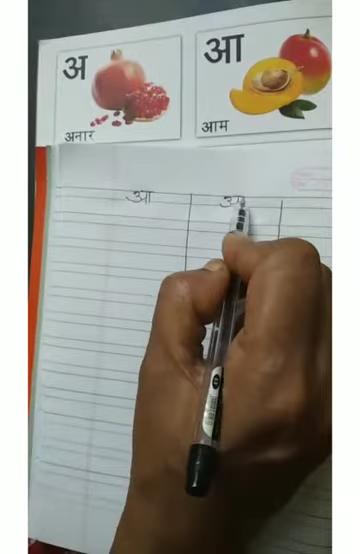 अ आ
अनार आम
आ